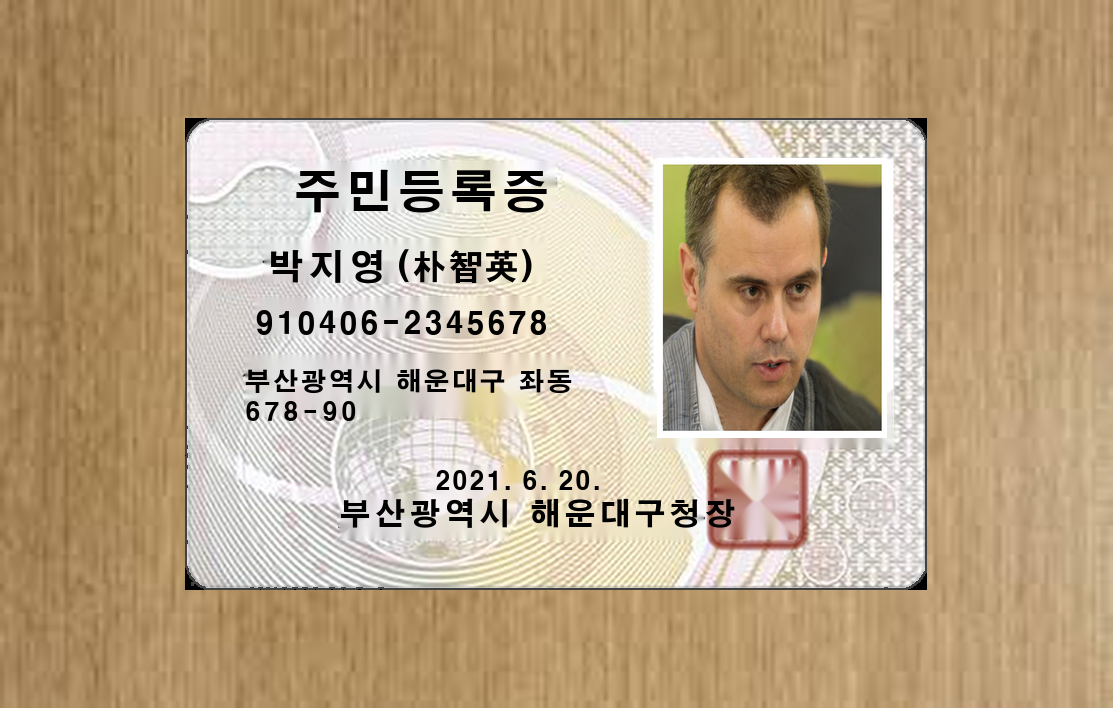 주민등록증
박지영(朴智英)
910406-2345678
부산광역시 해운대구 좌동
678-90
2021. 6. 20.
부산광역시 해운대구청장